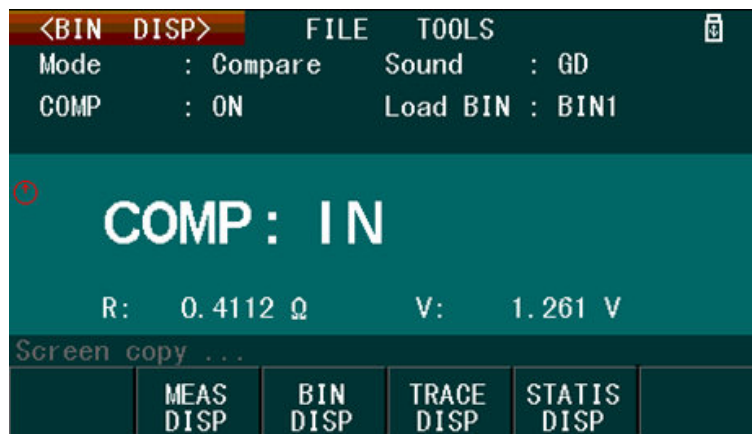 <BIN DISP> FILE TOOLS
Mode : Compare Sound : GD
COMP : ON Load BIN : BIN1
COMP: IN
R: 0.4112 Ω V: 1.261 V
Screen copy ...
MEAS DISP BIN DISP TRACE DISP STATIS DISP